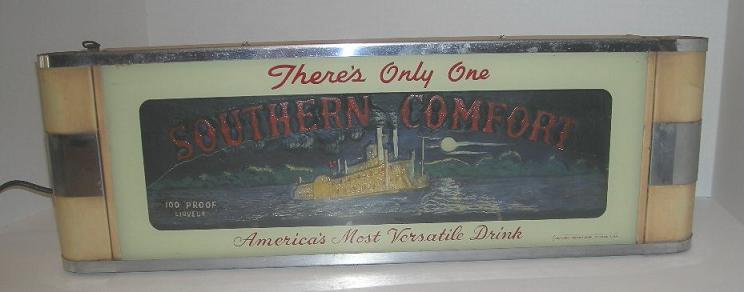 There's Only One
SOUTHERN COMFORT
100 PROOF
LIQUEUR
America's Most Versatile Drink